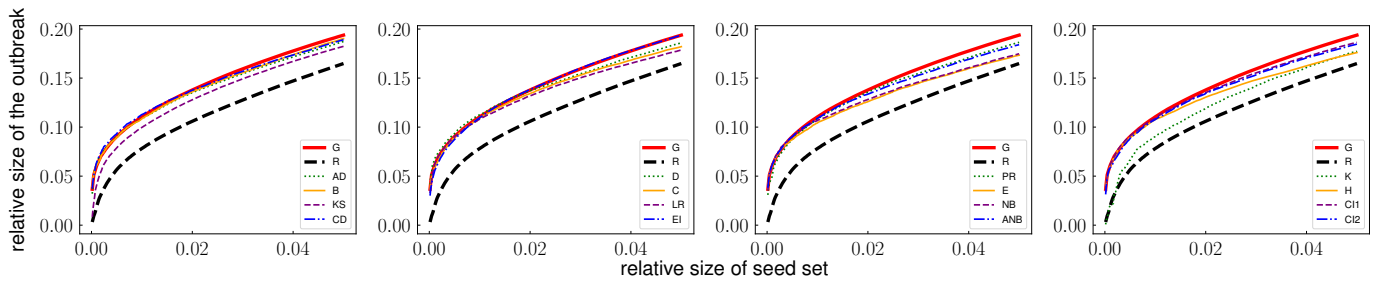 relative size of the outbreak
0.20
0.15
0.10
0.05
0.00
0.00 0.02 0.04
G
R
AD
B
KS
CD
0.20
0.15
0.10
0.05
0.00
0.00 0.02 0.04
G
R
D
C
LR
EI
0.20
0.15
0.10
0.05
0.00
0.00 0.02 0.04
G
R
PR
E
NB
ANB
0.20
0.15
0.10
0.05
0.00
0.00 0.02 0.04
G
R
K
H
CI1
CI2
relative size of seed set